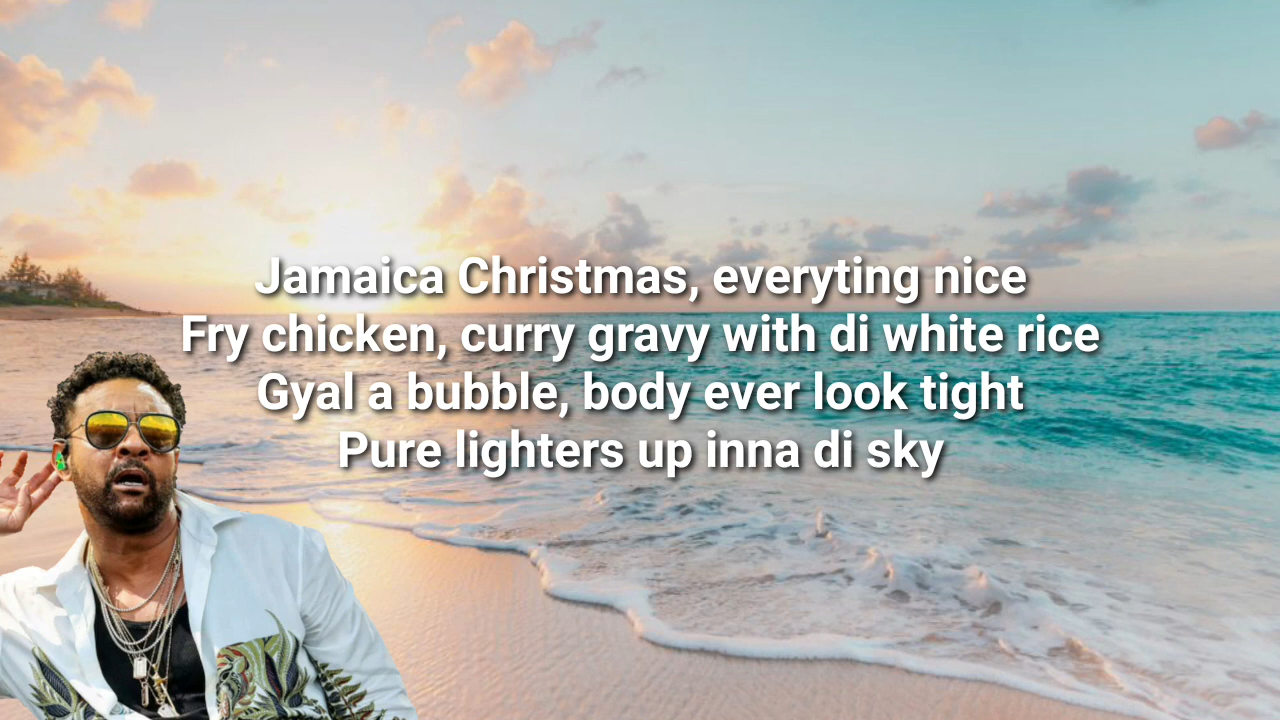 Jamaica Christmas, everyting nice
Fry chicken, curry gravy with di white rice
Gyal a bubble, body ever look tight
Pure lighters up inna di sky